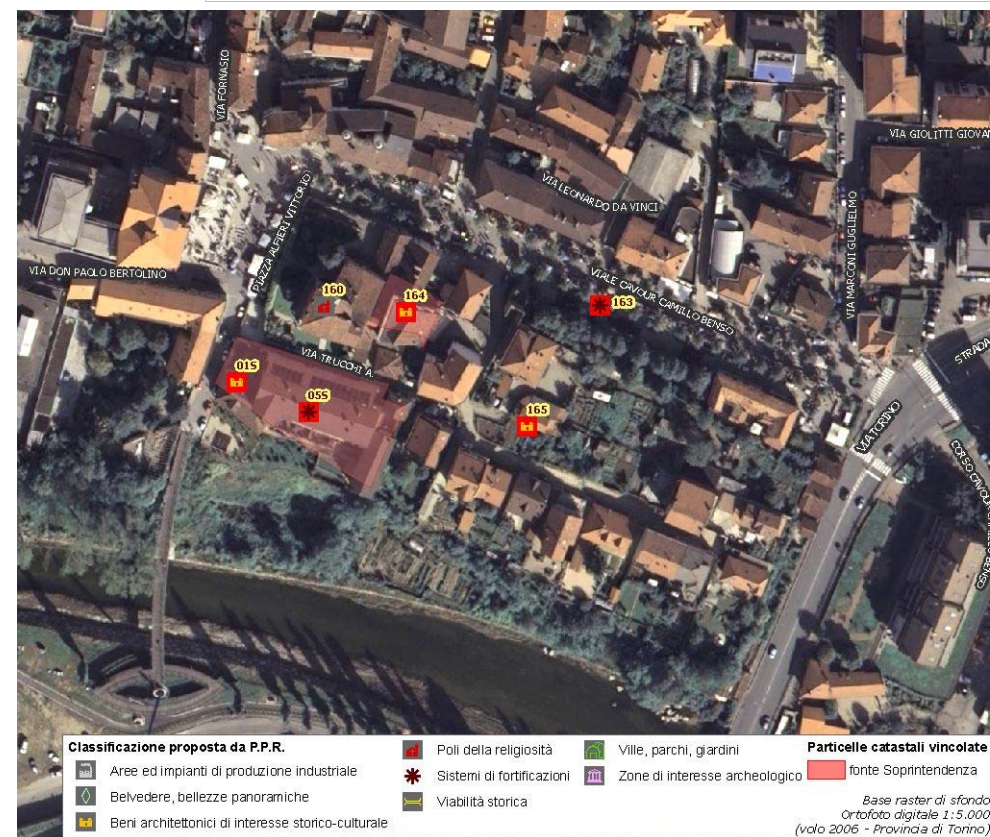 VIA FORNASIO
VIA GIOLITTI GIOVAN
VIA LEONARDO DA VINCI
PIAZZA ALFIERI VITTORIO
VIA MARCONI GUGLIELMO
VIA DON PAOLO BERTOLINO
160
164
VIALE CAVOUR CAMILLO BENSO
163
STRADA
VIA TRUCCHI A.
01S
05S
165
VIA TORINO
Classificazione proposta da P.P.R.
Aree ed impianti di produzione industriale
Belvedere, bellezze panoramiche
Beni architettonici di interesse storico-culturale
Poli della religiosità
Sistemi di fortificazioni
Viabilità storica
Ville, parchi, giardini
Zone di interesse archeologico
Particelle catastali vincolate
fonte Soprintendenza
Base raster di sfondo
Ortofoto digitale 1:5.000
(volo 2006 - Provincia di Torino)